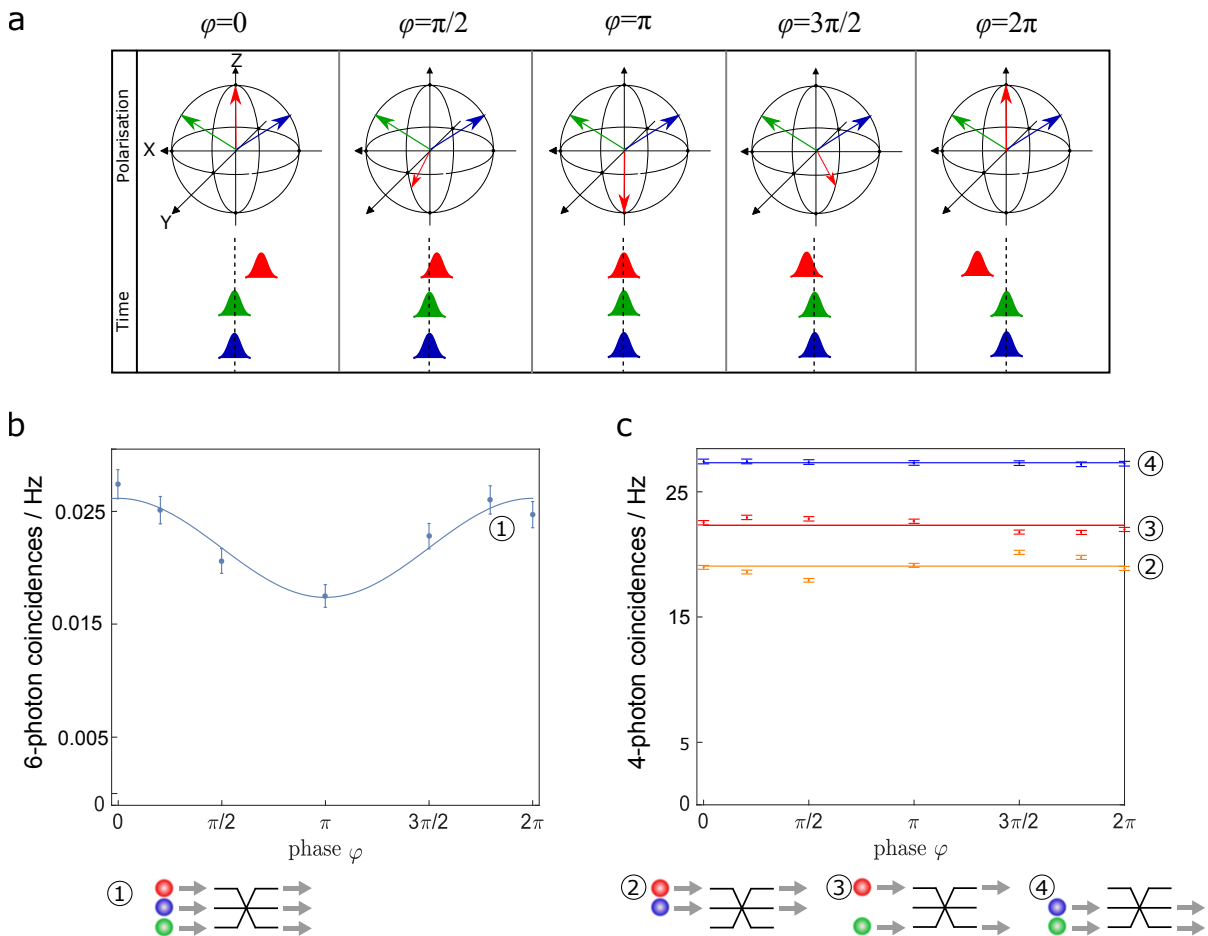 a
φ=0 φ=π/2 φ=π φ=3π/2 φ=2π
Polarisation
Z
X
Y
Time
b
6-photon coincidences / Hz
0.025
0.015
0.005
0
0 π/2 π 3π/2 2π
phase φ
①
①
c
4-photon coincidences / Hz
25
15
5
0
④
③
②
0 π/2 π 3π/2 2π
phase φ
② ③ ④